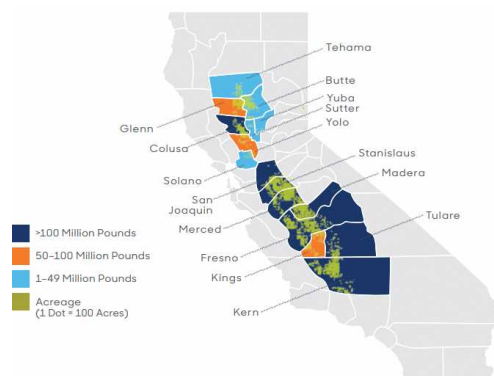 Tehama
Butte
Yuba
Sutter
Yolo
Glenn
Colusa
Stanislaus
Madera
Solano
San
Joaquin
Merced
Tulare
Fresno
Kings
Kern
>100 Million Pounds
50–100 Million Pounds
1–49 Million Pounds
Acreage
(1 Dot = 100 Acres)